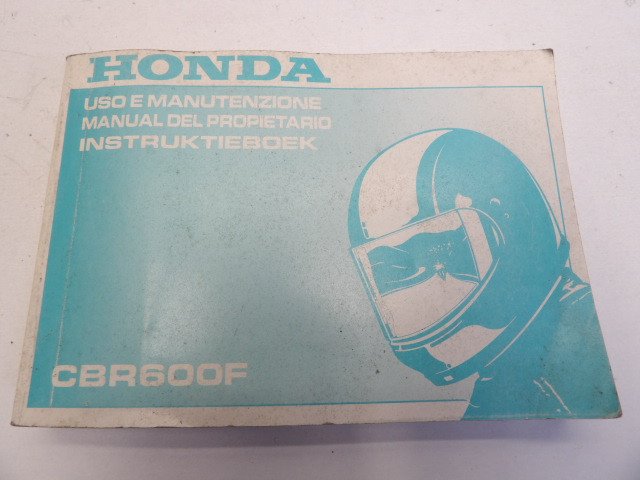 HONDA
USO E MANUTENZIONE
MANUAL DEL PROPIETARIO
INSTRUKTIEBOEK
CBR600F